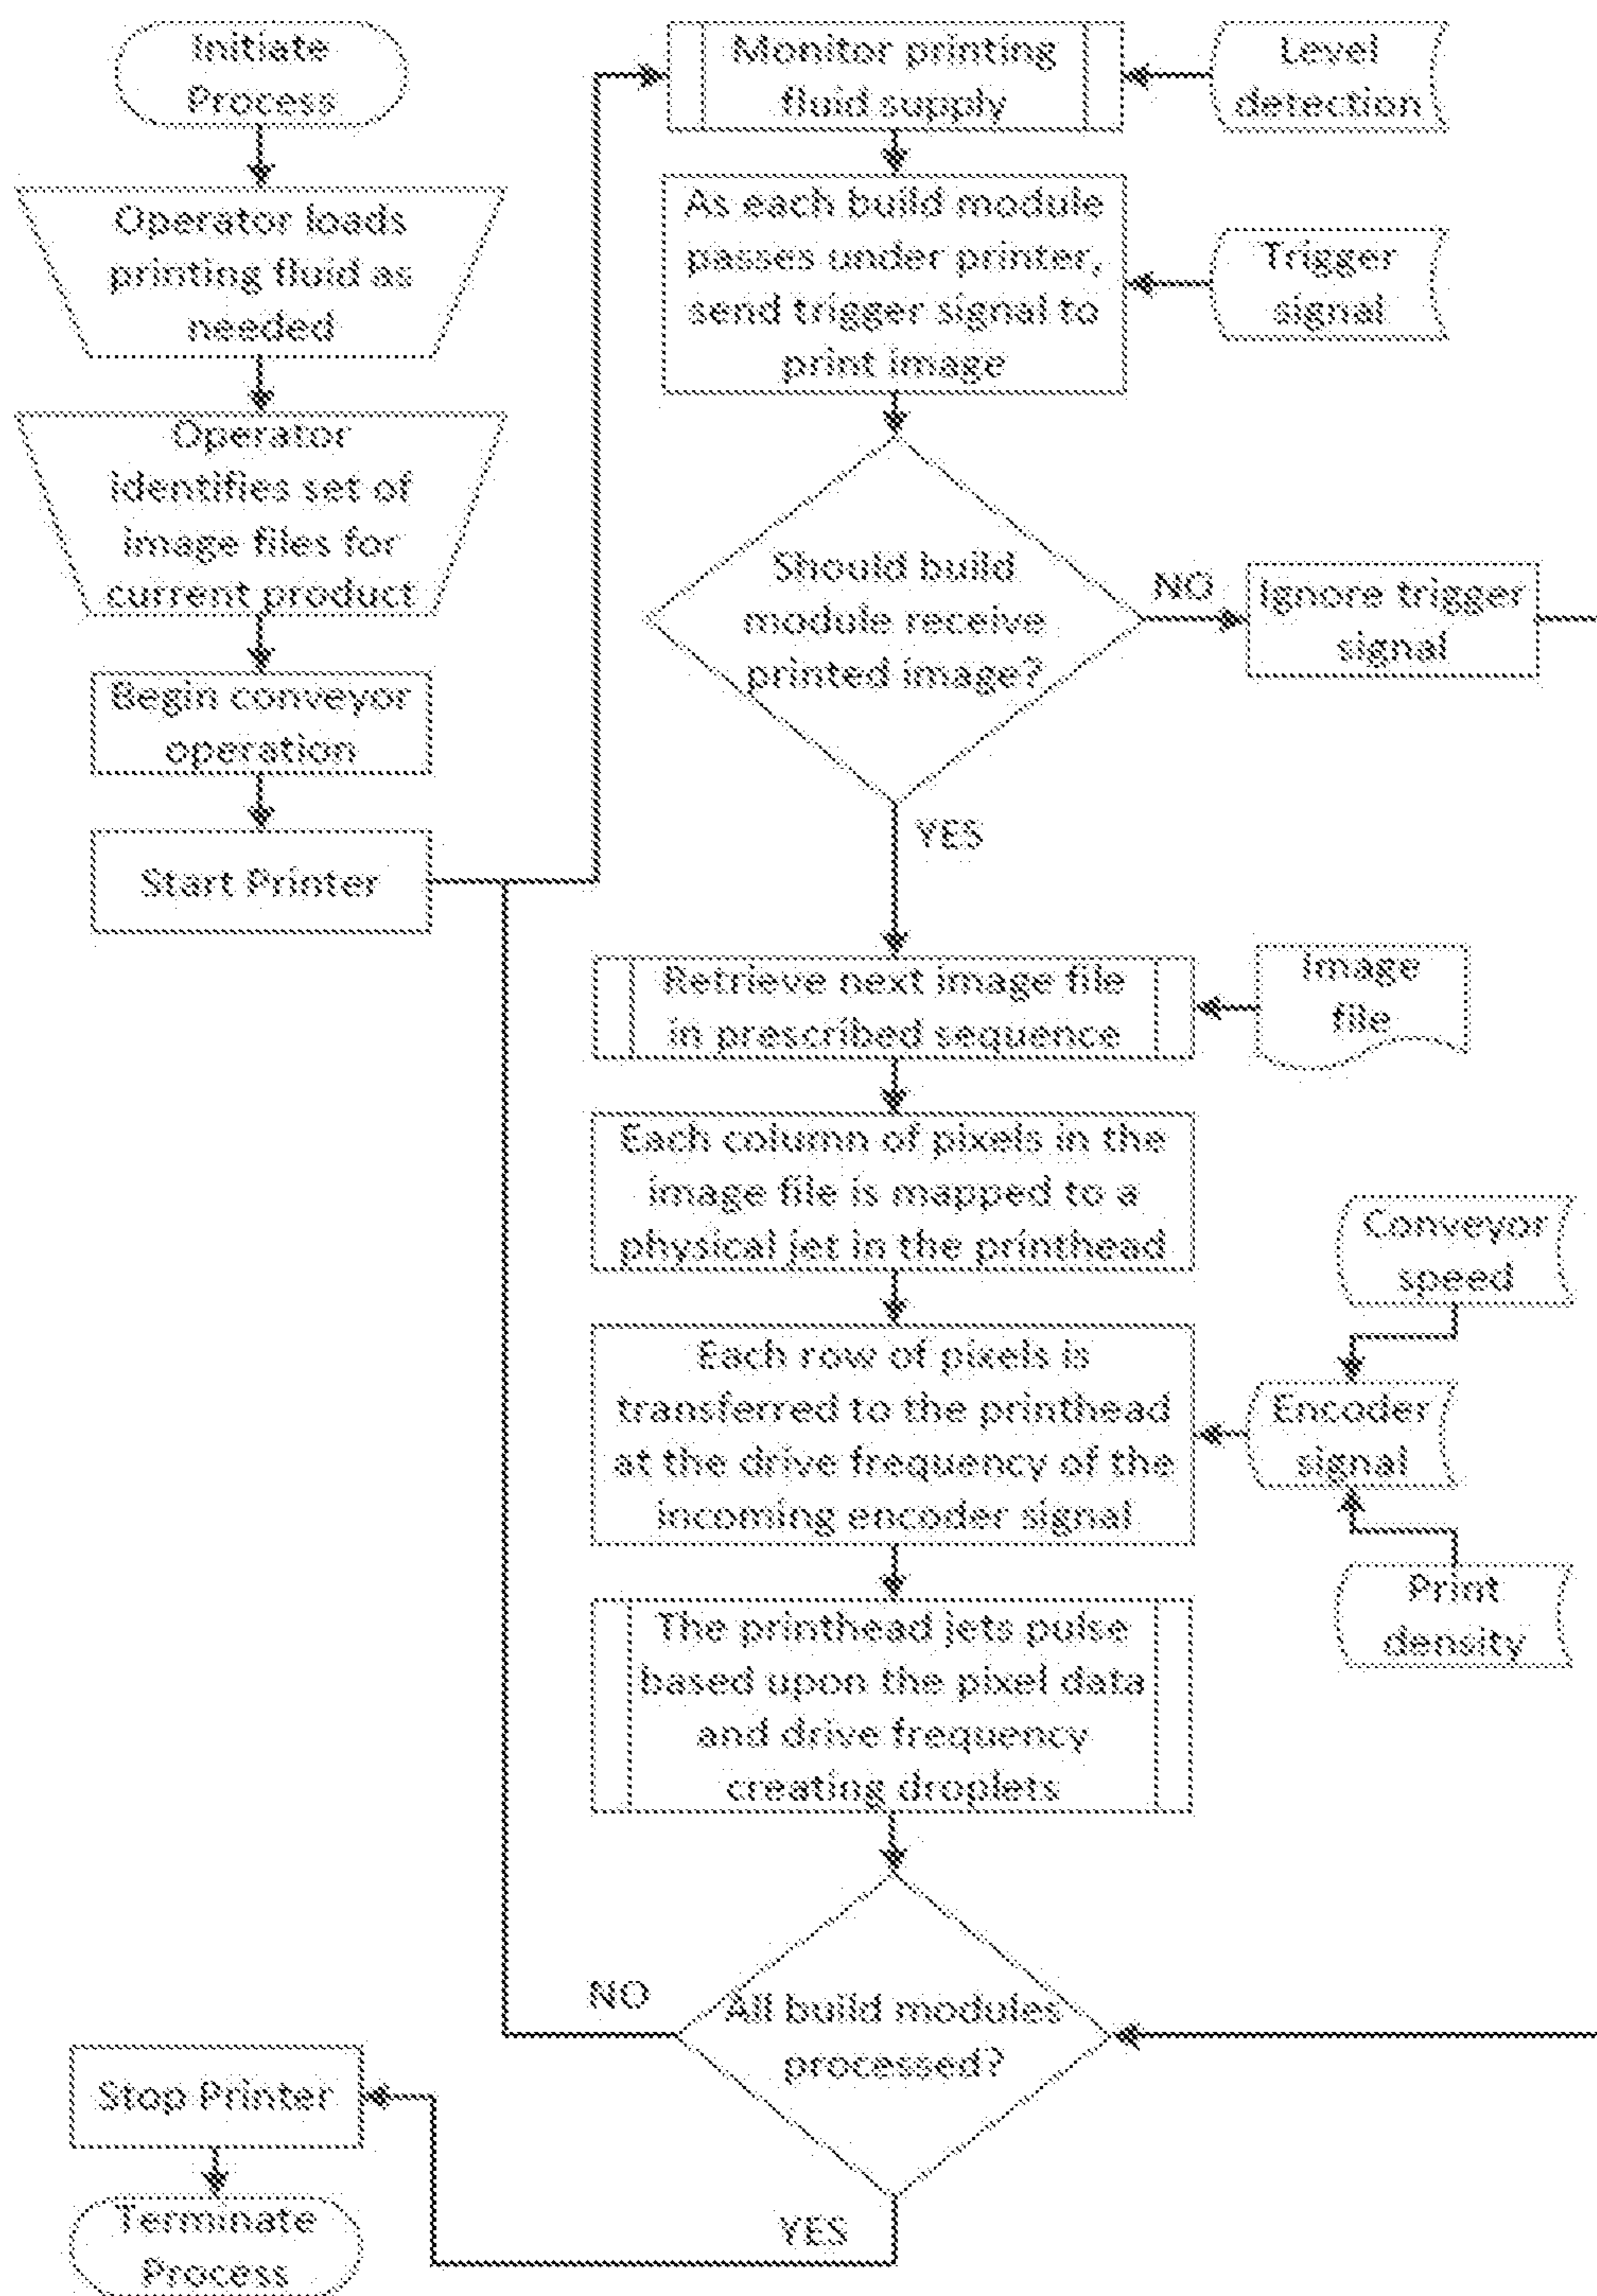 Initiate
Process
Operator loads
printing fluid as
needed
Operator
identifies set of
image files for
current product
Begin conveyor
operation
Start Printer
Monitor printing
fluid supply
Level
detection
As each build module
passes under printer,
send trigger signal to
print image
Trigger
signal
Should build
module receive
printed image?
NO
Ignore trigger
signal
YES
Retrieve next image file
in prescribed sequence
Image
file
Each column of pixels in the
image file is mapped to a
physical jet in the printhead
Conveyor
speed
Each row of pixels is
transferred to the printhead
at the drive frequency of the
incoming encoder signal
Encoder
signal
Print
density
The printhead jets pulse
based upon the pixel data
and drive frequency
creating droplets
All build modules
processed?
NO
YES
Stop Printer
Terminate
Process